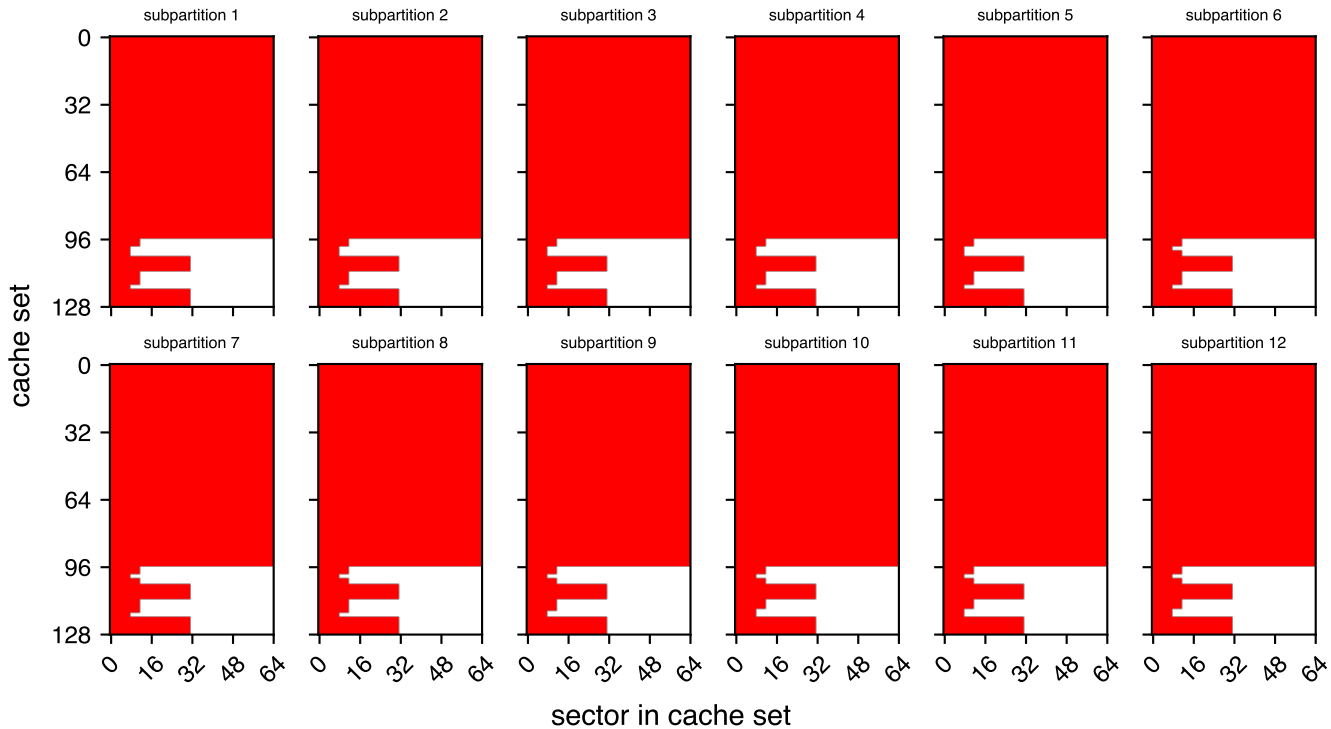 subpartition 1 subpartition 2 subpartition 3 subpartition 4 subpartition 5 subpartition 6
0
32
64
96
128
subpartition 7 subpartition 8 subpartition 9 subpartition 10 subpartition 11 subpartition 12
0
32
64
96
128
cache set
0 16 32 48 64 0 16 32 48 64 0 16 32 48 64 0 16 32 48 64 0 16 32 48 64 0 16 32 48 64
sector in cache set